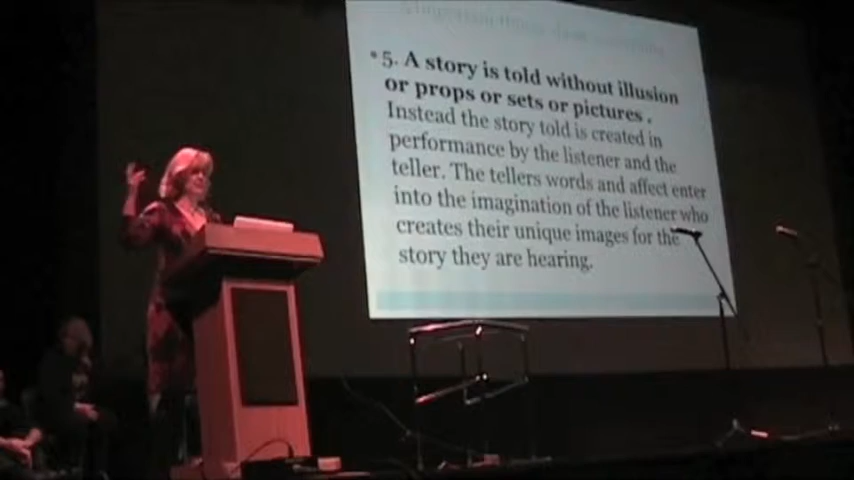 • 5. A story is told without illusion
or props or sets or pictures .
Instead the story told is created in
performance by the listener and the
teller. The tellers words and affect enter
into the imagination of the listener who
creates their unique images for the
story they are hearing.